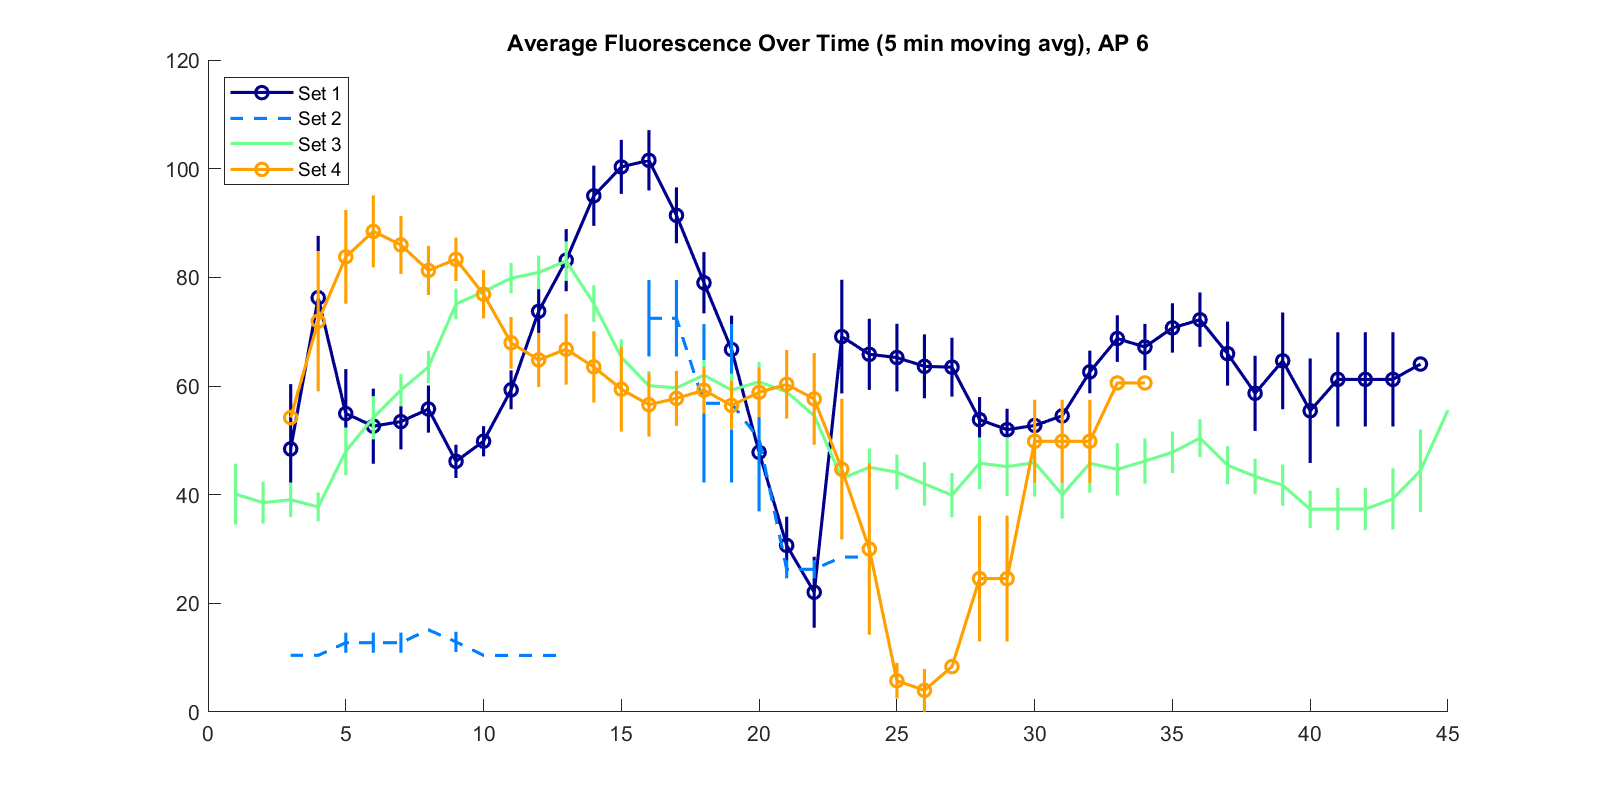 Average Fluorescence Over Time (5 min moving avg), AP 6
120
100
80
60
40
20
0
Set 1
Set 2
Set 3
Set 4
0 5 10 15 20 25 30 35 40 45